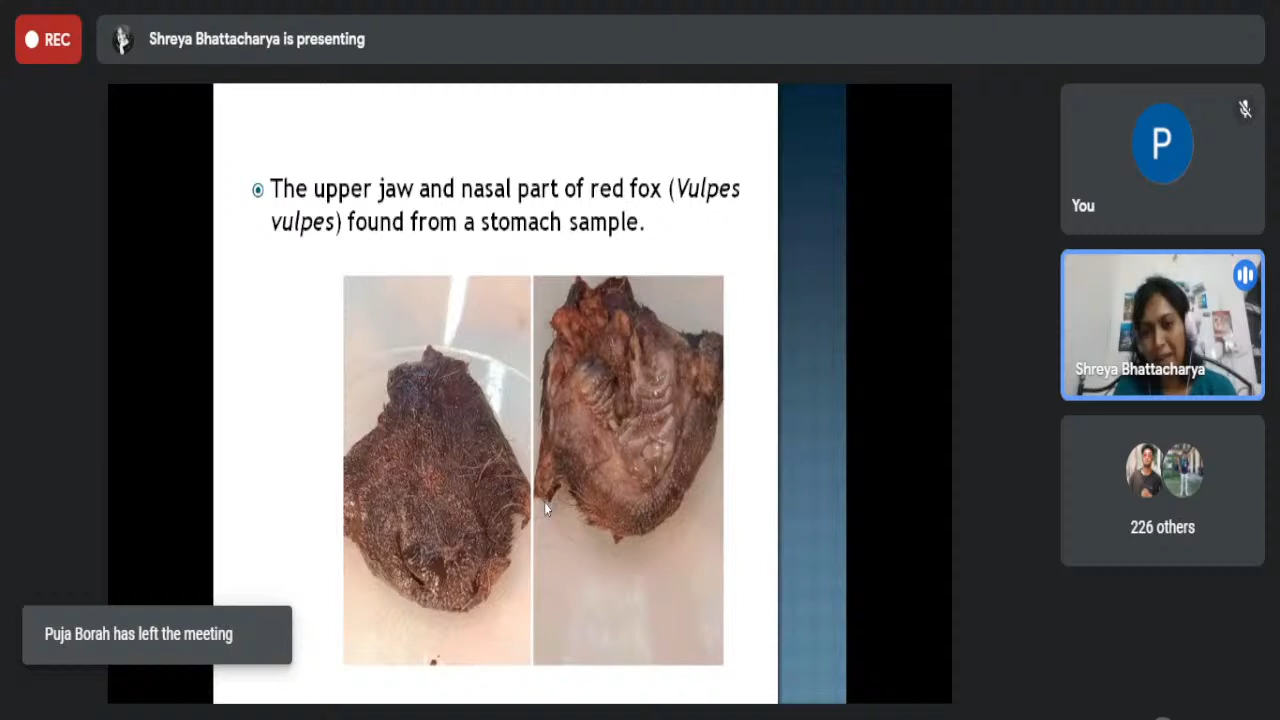 REC
Shreya Bhattacharya is presenting
The upper jaw and nasal part of red fox (Vulpes
vulpes) found from a stomach sample.
P
You
Shreya Bhattacharya
226 others
Puja Borah has left the meeting